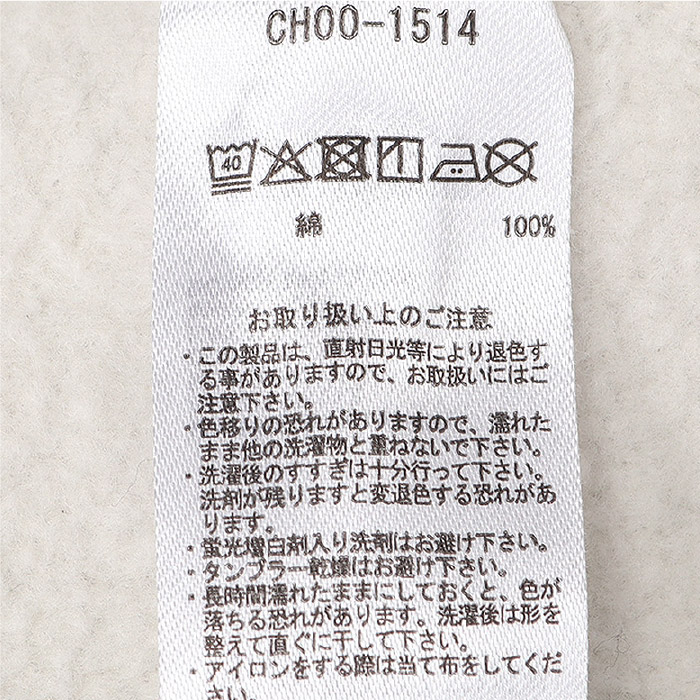 CH00-1514
40
綿 100%
お取り扱い上のご注意
・この製品は、直射日光等により退色す
る事がありますので、お取扱いにはご
注意下さい。
・色移りの恐れがありますので、濡れた
まま他の洗濯物と重ねないで下さい。
・洗濯後のすすぎは十分行って下さい。
洗剤が残りますと変退色する恐れがあ
ります。
・蛍光増白剤入り洗剤はお避け下さい。
・タンブラー乾燥はお避け下さい。
・長時間濡れたままにしておくと、色が
落ちる恐れがあります。洗濯後は形を
整えて直ぐに干して下さい。
・アイロンをする際は当て布をしてくだ
さい。